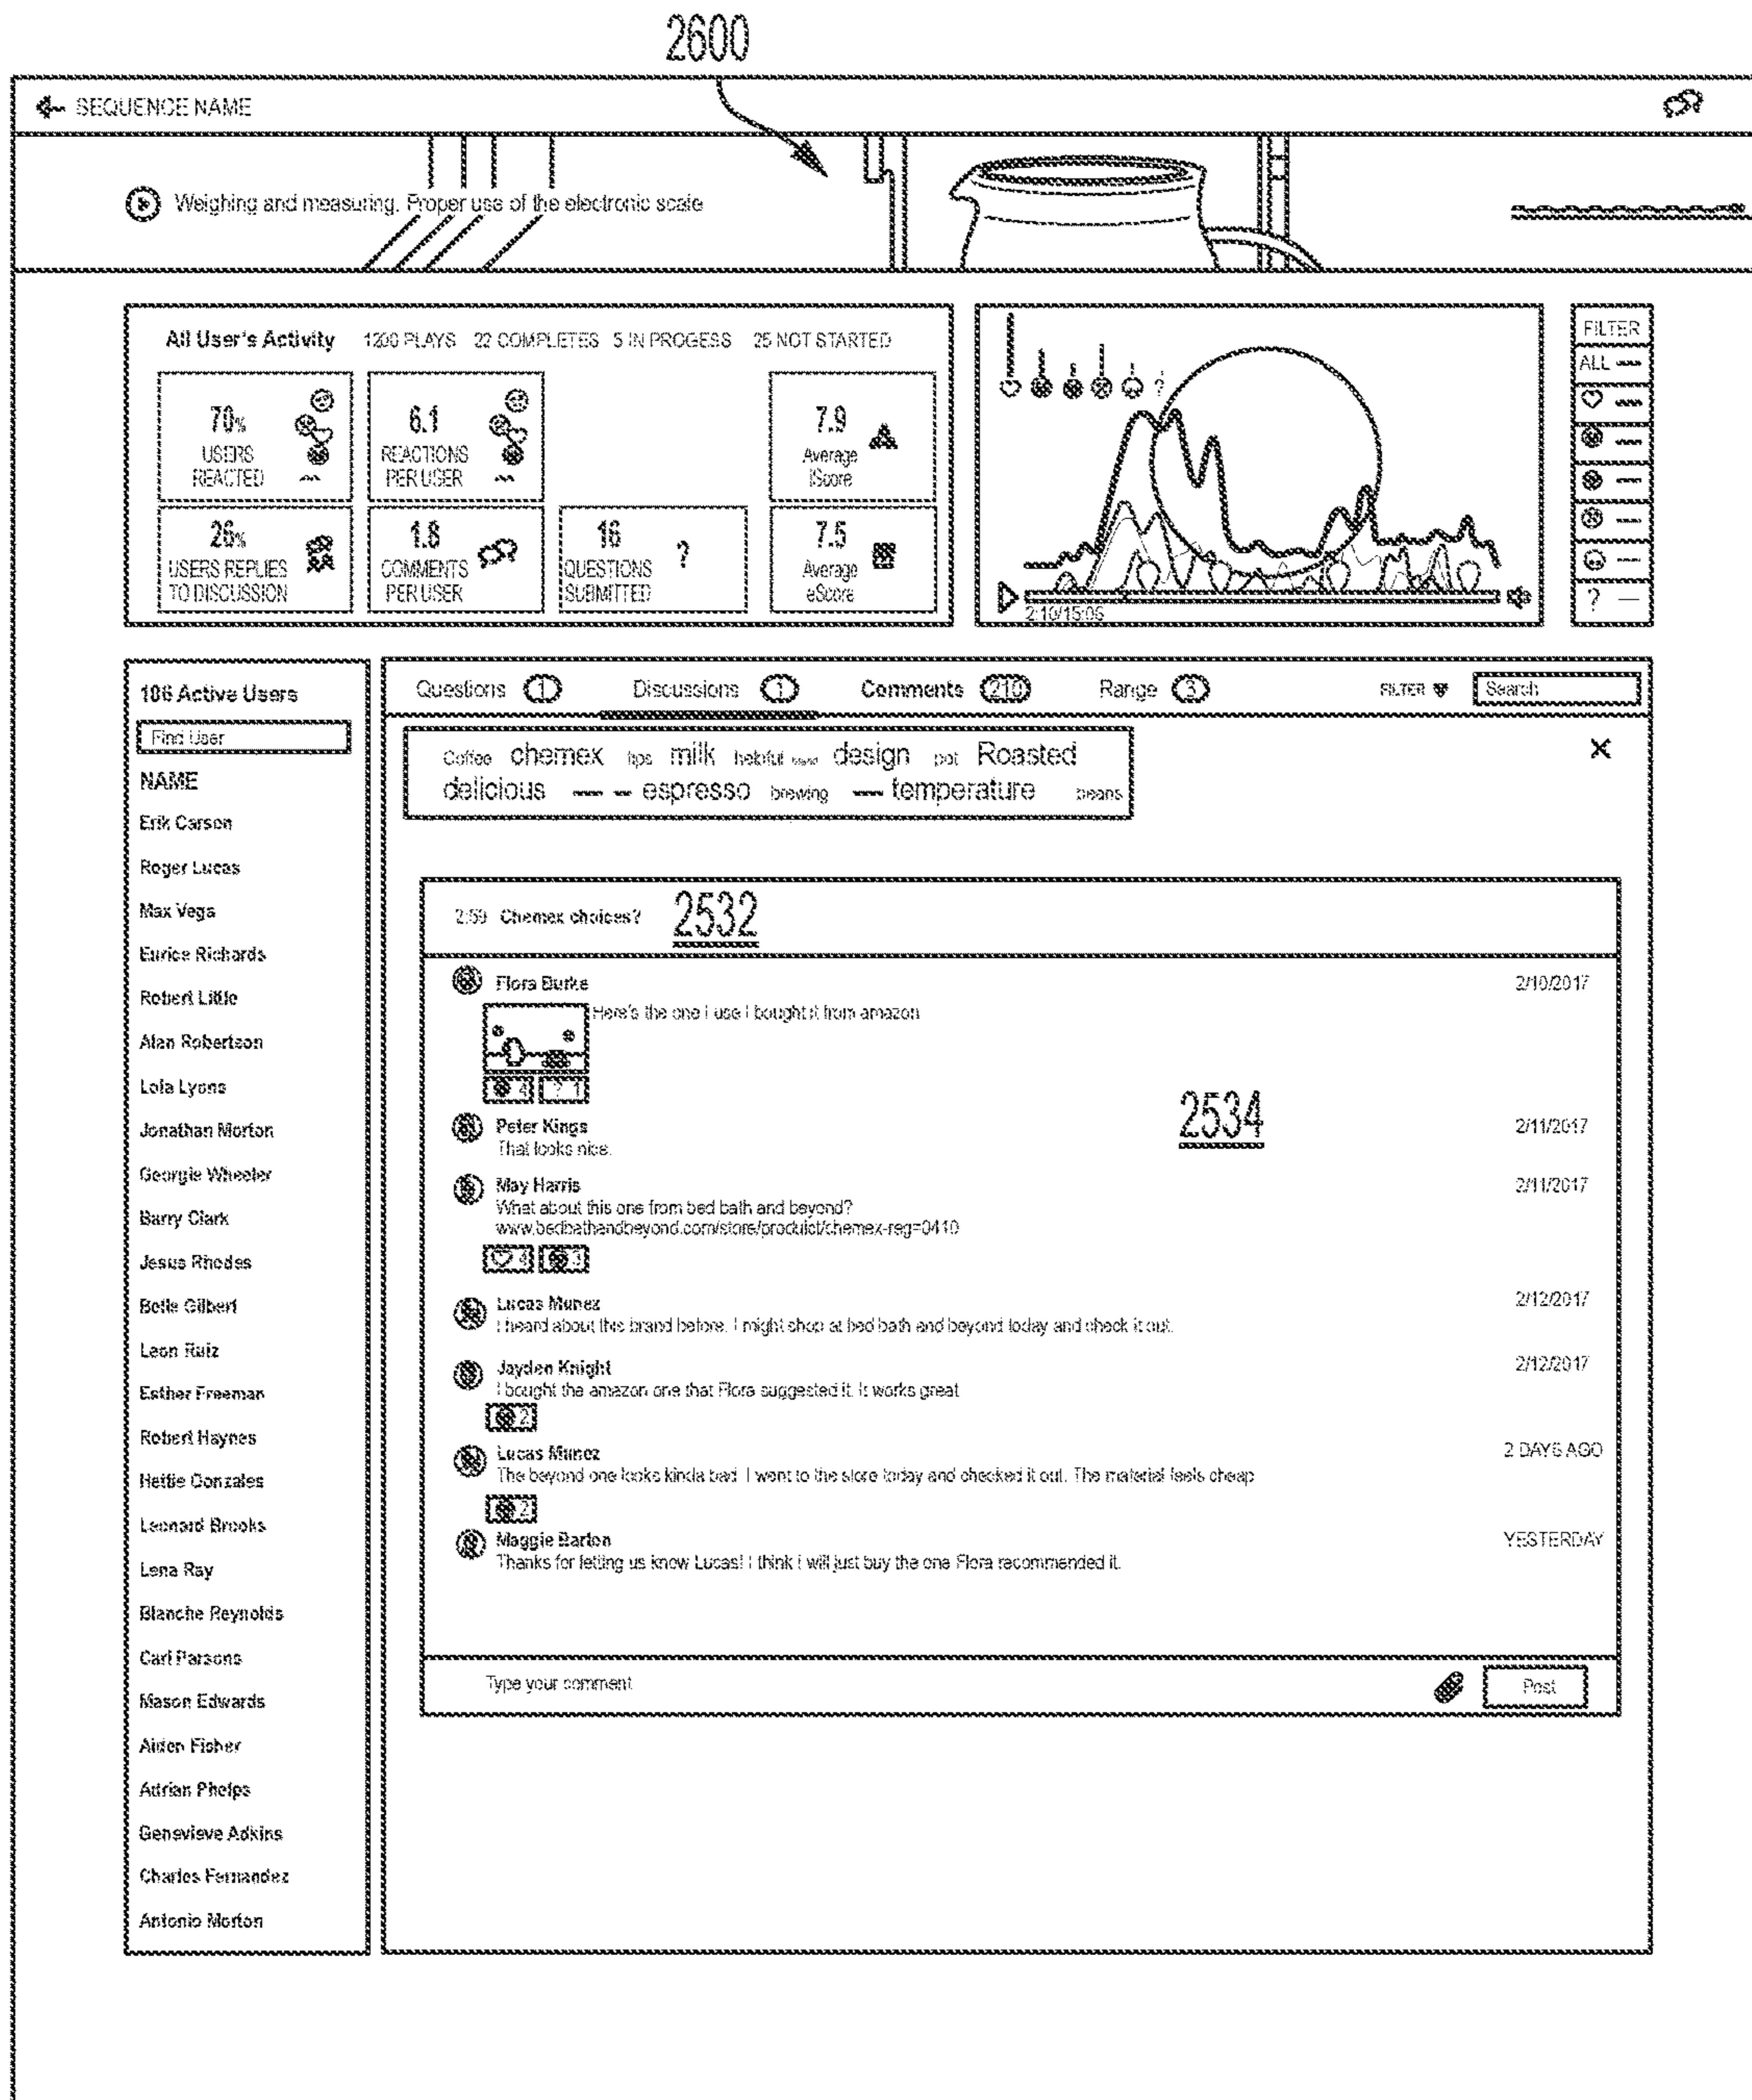 2600
SEQUENCE NAME
Weighing and measuring. Proper use of the electronic scale
All User's Activity 1200 PLAYS 22 COMPLETES 5 IN PROGESS 25 NOT STARTED
70%
USERS
REACTED
6.1
REACTIONS
PER USER
7.9
Average
iScore
26%
USERS REPLIES
TO DISCUSSION
1.8
COMMENTS
PER USER
16
QUESTIONS
SUBMITTED
?
7.5
Average
eScore
?
2:10/15:06
FILTER
ALL
?
106 Active Users
Find User
NAME
Erik Carson
Roger Lucas
Max Vega
Eunice Richards
Robert Little
Alan Robertson
Lola Lyons
Jonathan Morton
Georgie Wheeler
Barry Clark
Jesus Rhodes
Belle Gilbert
Leon Ruiz
Esther Freeman
Robert Haynes
Hettie Gonzales
Leonard Brooks
Lena Ray
Blanche Reynolds
Carl Parsons
Mason Edwards
Aiden Fisher
Adrian Phelps
Genevieve Adkins
Charles Fernandez
Antonio Morton
Questions 1 Discussions 1 Comments 210 Range 3 FILTER Search
Coffee chemex tips milk helpful design pot Roasted
delicious espresso brewing temperature beans
2:59 Chemex choices? 2532
Flora Burke 2/10/2017
Here's the one I use I bought it from amazon
4 ? 1
2534
Peter Kings 2/11/2017
That looks nice.
May Harris 2/11/2017
What about this one from bed bath and beyond?
www.bedbathandbeyond.com/store/produict/chemex-reg=0410
4 3
Lucas Munez 2/12/2017
I heard about this brand before. I might shop at bed bath and beyond today and check it out.
Jayden Knight 2/12/2017
I bought the amazon one that Flora suggested it. It works great
2
Lucas Munez 2 DAYS AGO
The beyond one looks kinda bad. I went to the store today and checked it out. The material feels cheap
2
Maggie Barton YESTERDAY
Thanks for letting us know Lucas! I think i will just buy the one Flora recommended it.
Type your comment Post